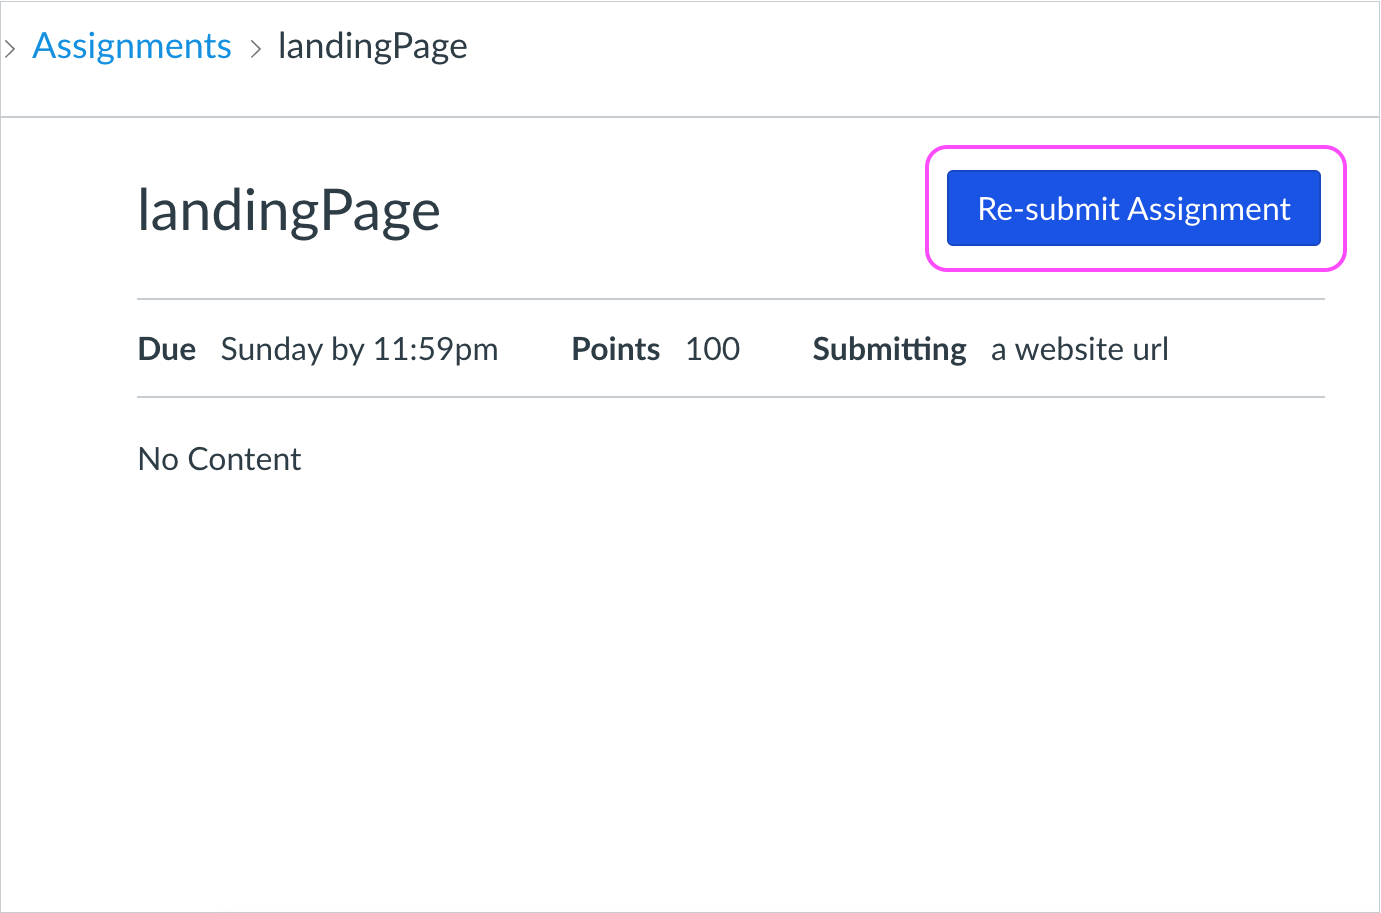 > Assignments > landingPage
landingPage
Re-submit Assignment
Due Sunday by 11:59pm Points 100 Submitting a website url
No Content